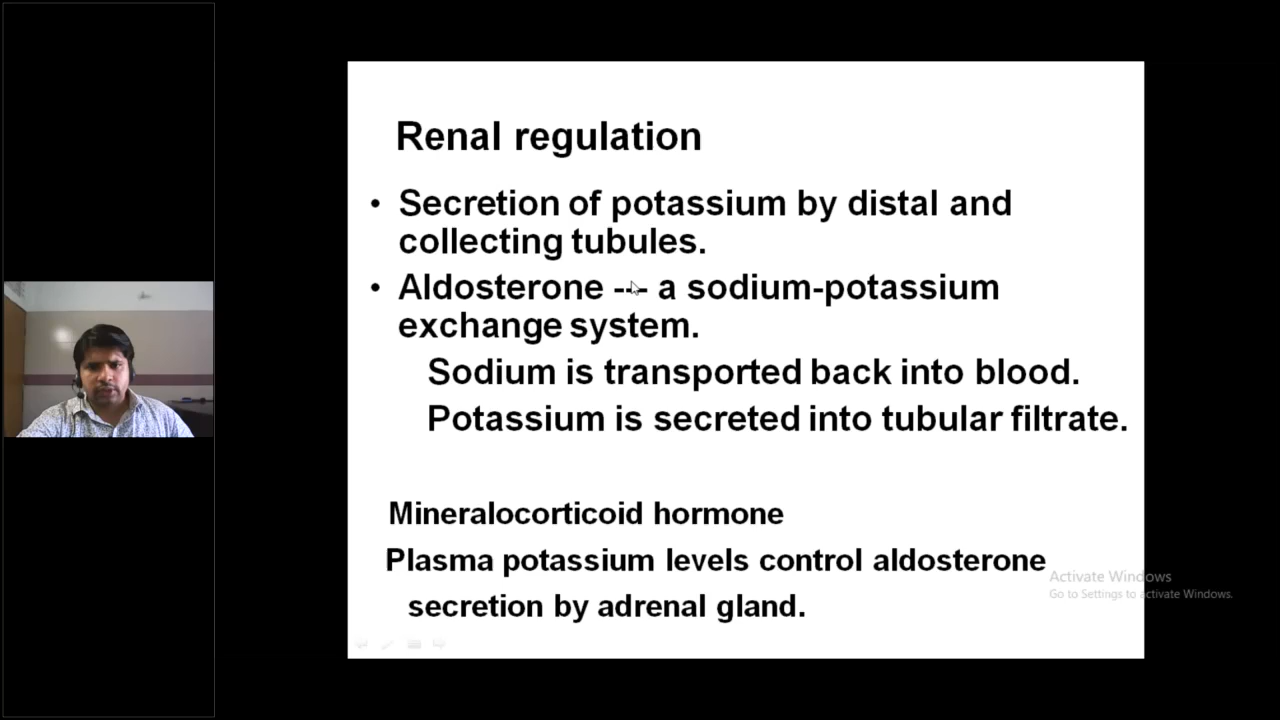 Renal regulation
• Secretion of potassium by distal and
collecting tubules.
• Aldosterone --- a sodium-potassium
exchange system.
Sodium is transported back into blood.
Potassium is secreted into tubular filtrate.
Mineralocorticoid hormone
Plasma potassium levels control aldosterone
secretion by adrenal gland.
Activate Windows
Go to Settings to activate Windows.